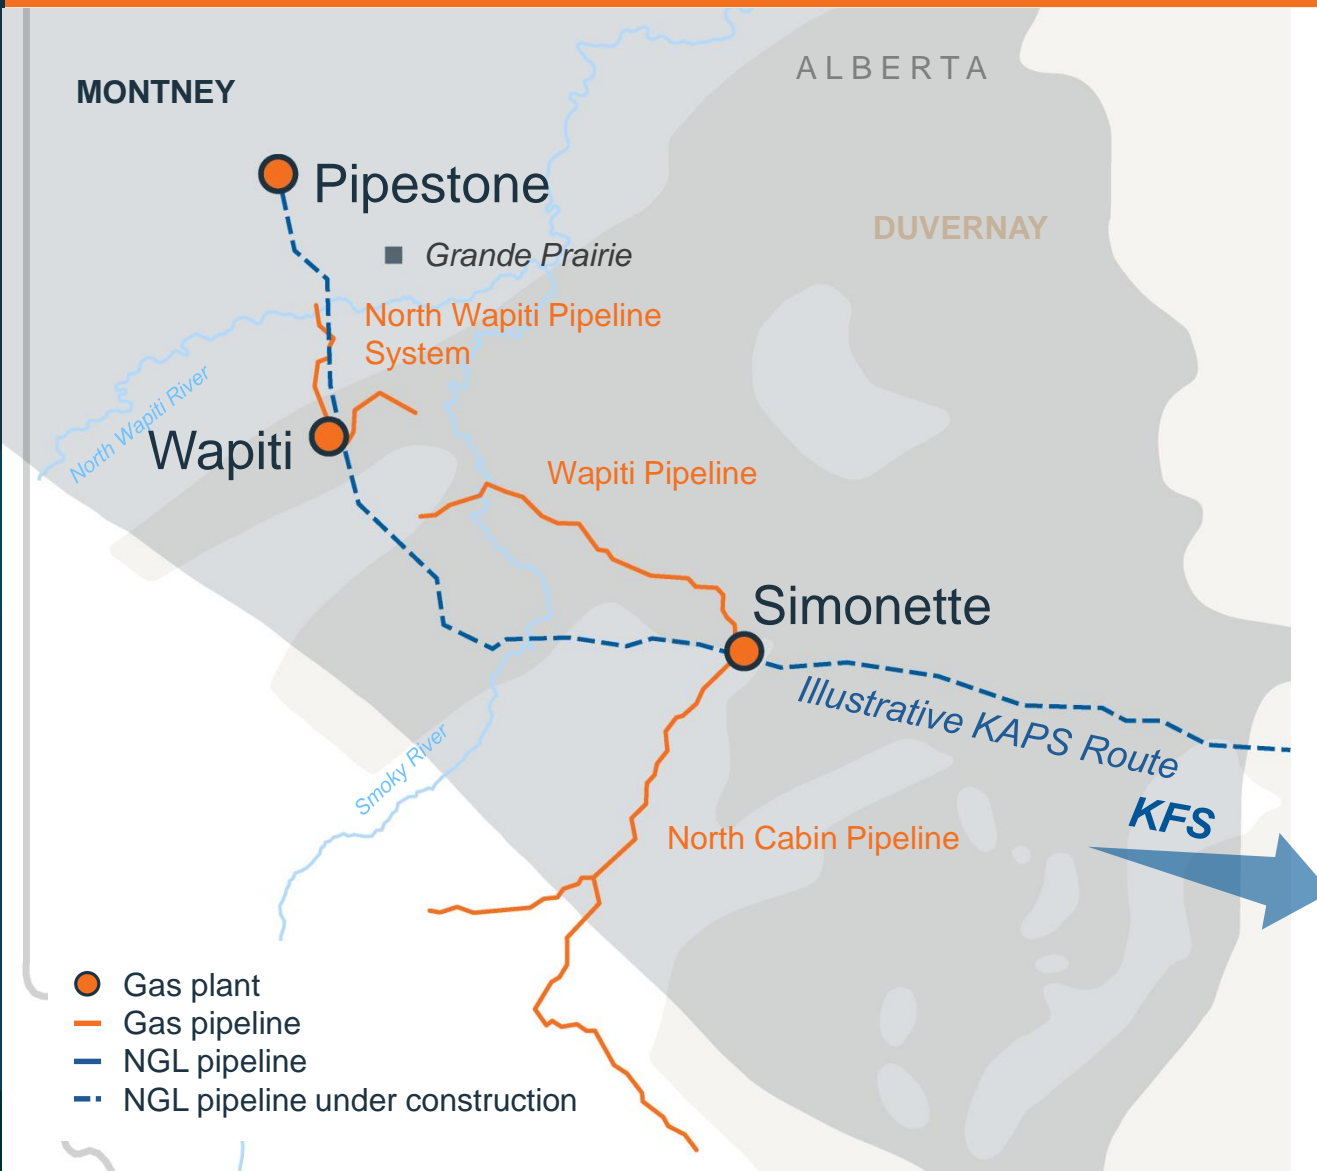 ALBERTA
MONTNEY
Pipestone
DUVERNAY
Grande Prairie
North Wapiti Pipeline
System
North Wapiti River
Wapiti
Wapiti Pipeline
Simonette
Illustrative KAPS Route
Smoky River
KFS
North Cabin Pipeline
Gas plant
Gas pipeline
NGL pipeline
NGL pipeline under construction